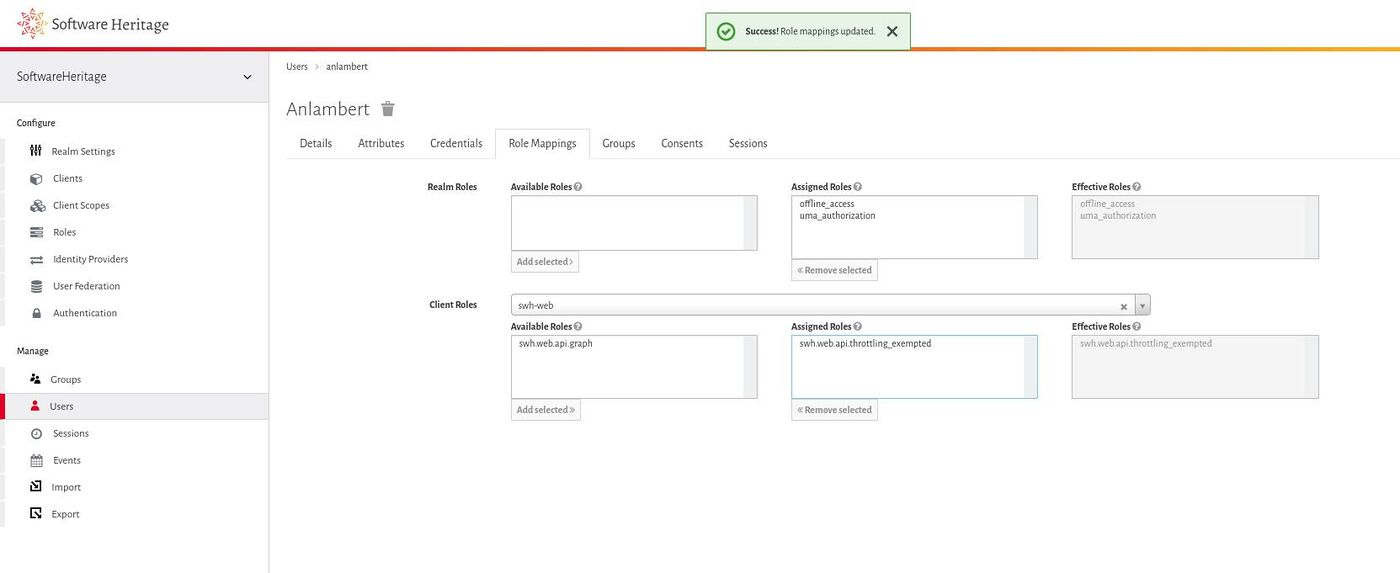 Software Heritage
Success! Role mappings updated.
SoftwareHeritage
Users > anlambert
Configure
Anlambert
Realm Settings
Clients
Client Scopes
Roles
Identity Providers
User Federation
Authentication
Manage
Groups
Users
Sessions
Events
Import
Export
Details Attributes Credentials Role Mappings Groups Consents Sessions
Realm Roles Available Roles Assigned Roles Effective Roles
offline_access offline_access
uma_authorization uma_authorization
Add selected >
« Remove selected
Client Roles swh-web
Available Roles Assigned Roles Effective Roles
swh.web.api.graph swh.web.api.throttling_exempted swh.web.api.throttling_exempted
Add selected » « Remove selected